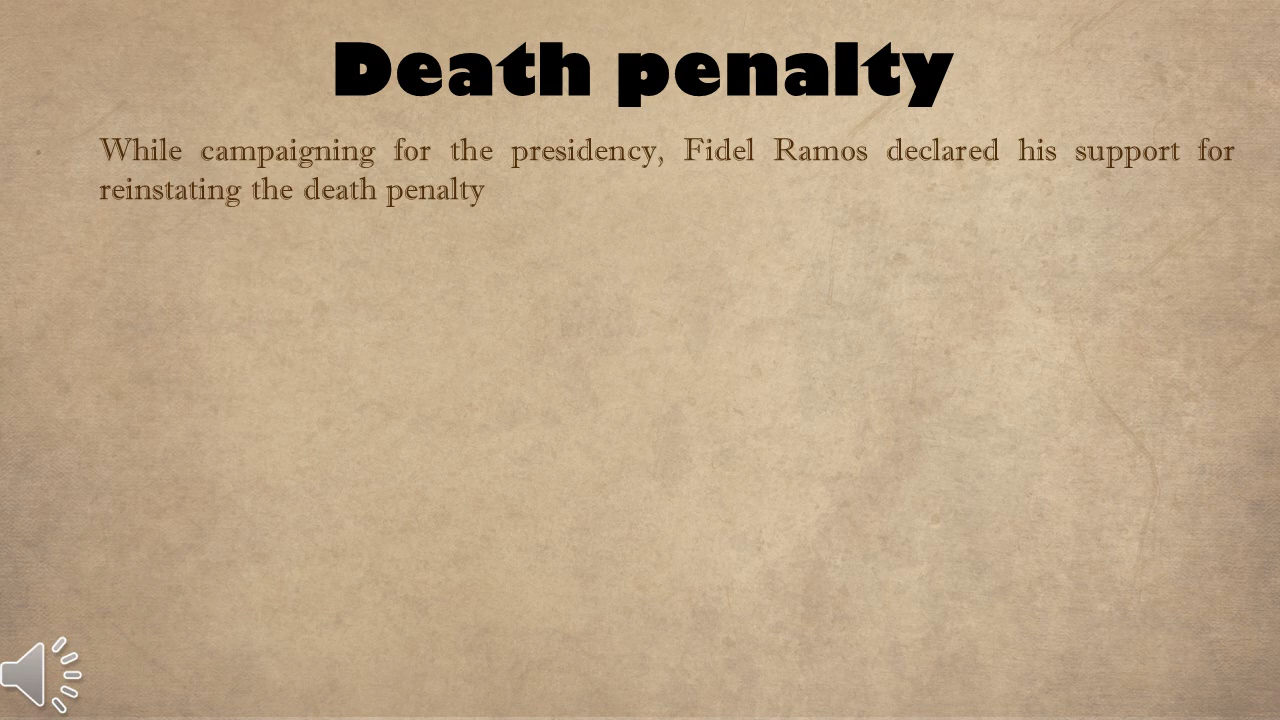 Death penalty
While campaigning for the presidency, Fidel Ramos declared his support for
reinstating the death penalty